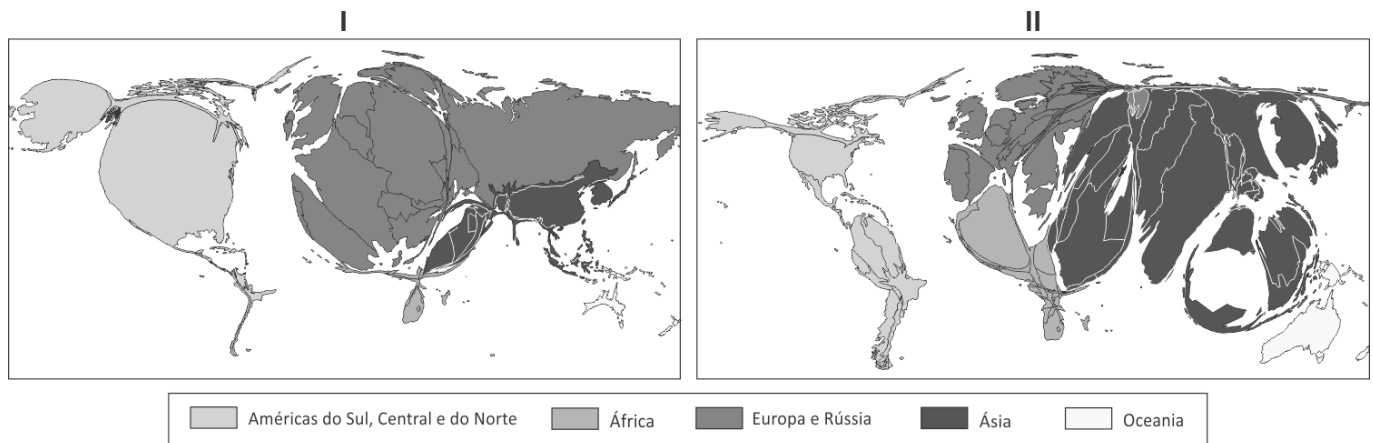 I
II
Américas do Sul, Central e do Norte
África
Europa e Rússia
Ásia
Oceania